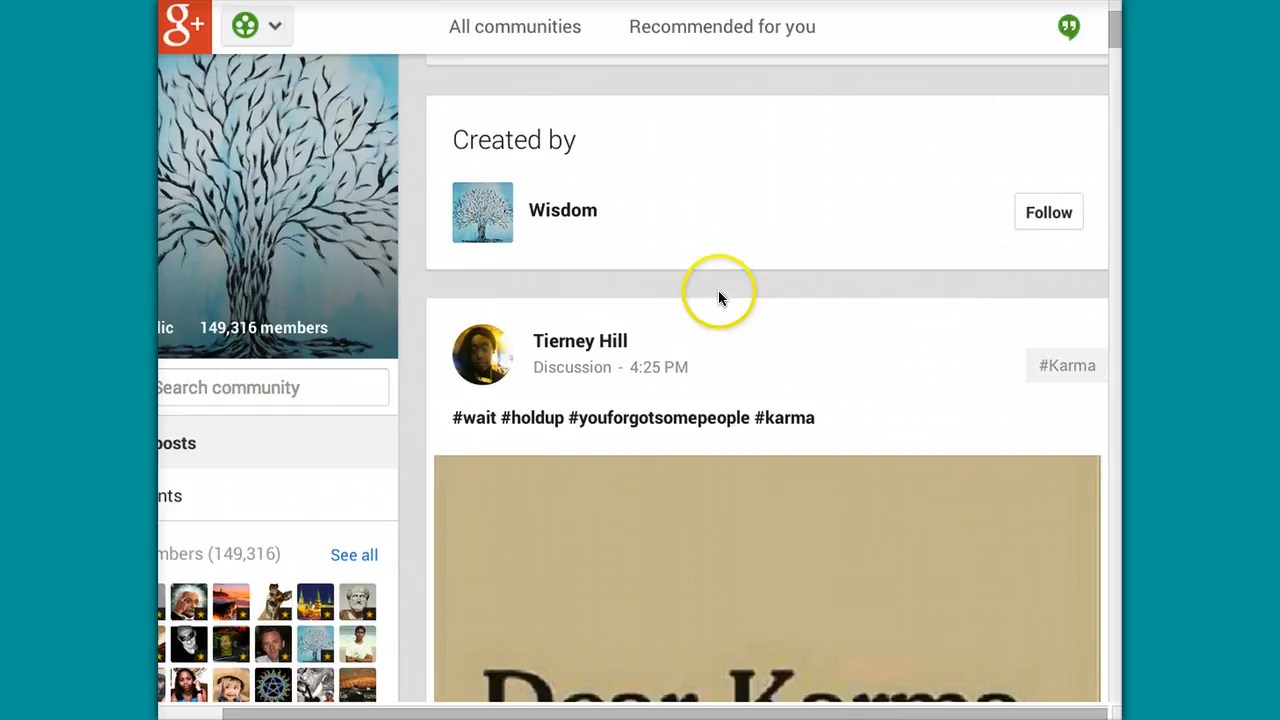 g+
All communities
Recommended for you
Created by
Wisdom
Follow
lic 149,316 members
Search community
Tierney Hill
Discussion - 4:25 PM
#Karma
#wait #holdup #youforgotsomepeople #karma
posts
nts
mbers (149,316)
See all
Dear Karma